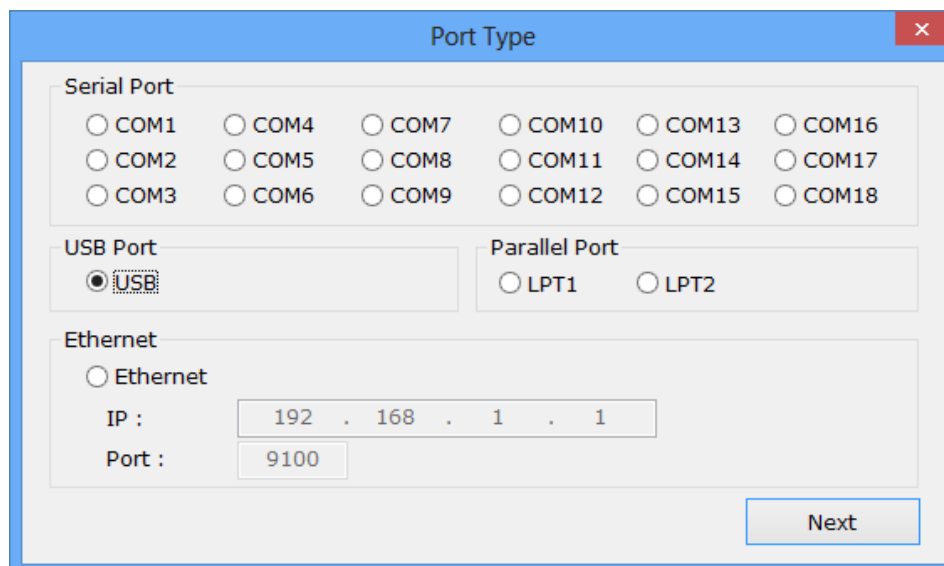 Port Type
Serial Port
COM1 COM4 COM7 COM10 COM13 COM16
COM2 COM5 COM8 COM11 COM14 COM17
COM3 COM6 COM9 COM12 COM15 COM18
USB Port
USB
Parallel Port
LPT1 LPT2
Ethernet
Ethernet
IP : 192 . 168 . 1 . 1
Port : 9100
Next